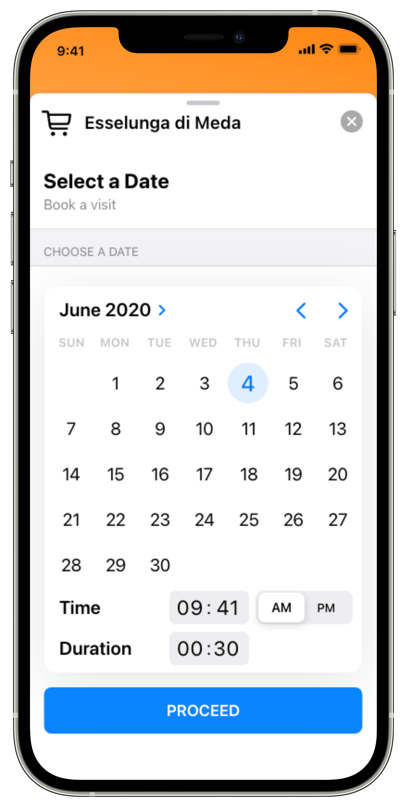 9:41
Esselunga di Meda
Select a Date
Book a visit
CHOOSE A DATE
June 2020
SUN MON TUE WED THU FRI SAT
1 2 3 4 5 6
7 8 9 10 11 12 13
14 15 16 17 18 19 20
21 22 23 24 25 26 27
28 29 30
Time 09:41 AM PM
Duration 00:30
PROCEED